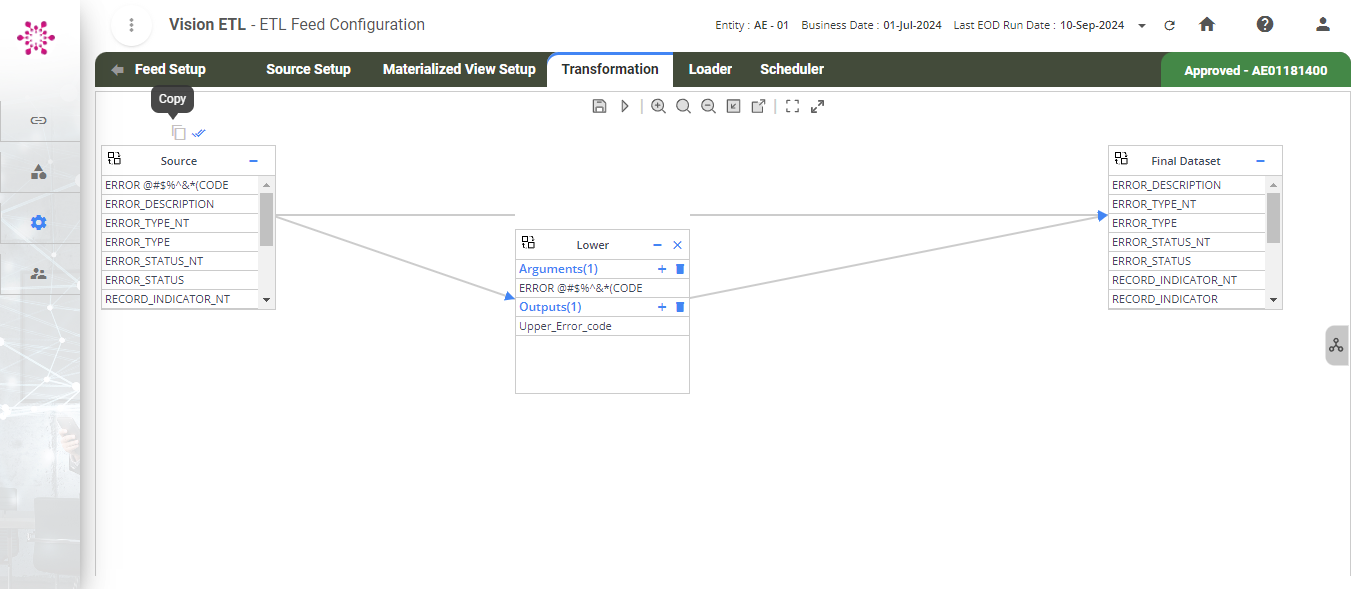 Vision ETL - ETL Feed Configuration
Entity : AE - 01 Business Date : 01-Jul-2024 Last EOD Run Date : 10-Sep-2024
Feed Setup Source Setup Materialized View Setup Transformation Loader Scheduler Approved - AE01181400
Copy
Source
ERROR @#$%^&*(CODE
ERROR_DESCRIPTION
ERROR_TYPE_NT
ERROR_TYPE
ERROR_STATUS_NT
ERROR_STATUS
RECORD_INDICATOR_NT
Lower
Arguments(1)
ERROR @#$%^&*(CODE
Outputs(1)
Upper_Error_code
Final Dataset
ERROR_DESCRIPTION
ERROR_TYPE_NT
ERROR_TYPE
ERROR_STATUS_NT
ERROR_STATUS
RECORD_INDICATOR_NT
RECORD_INDICATOR